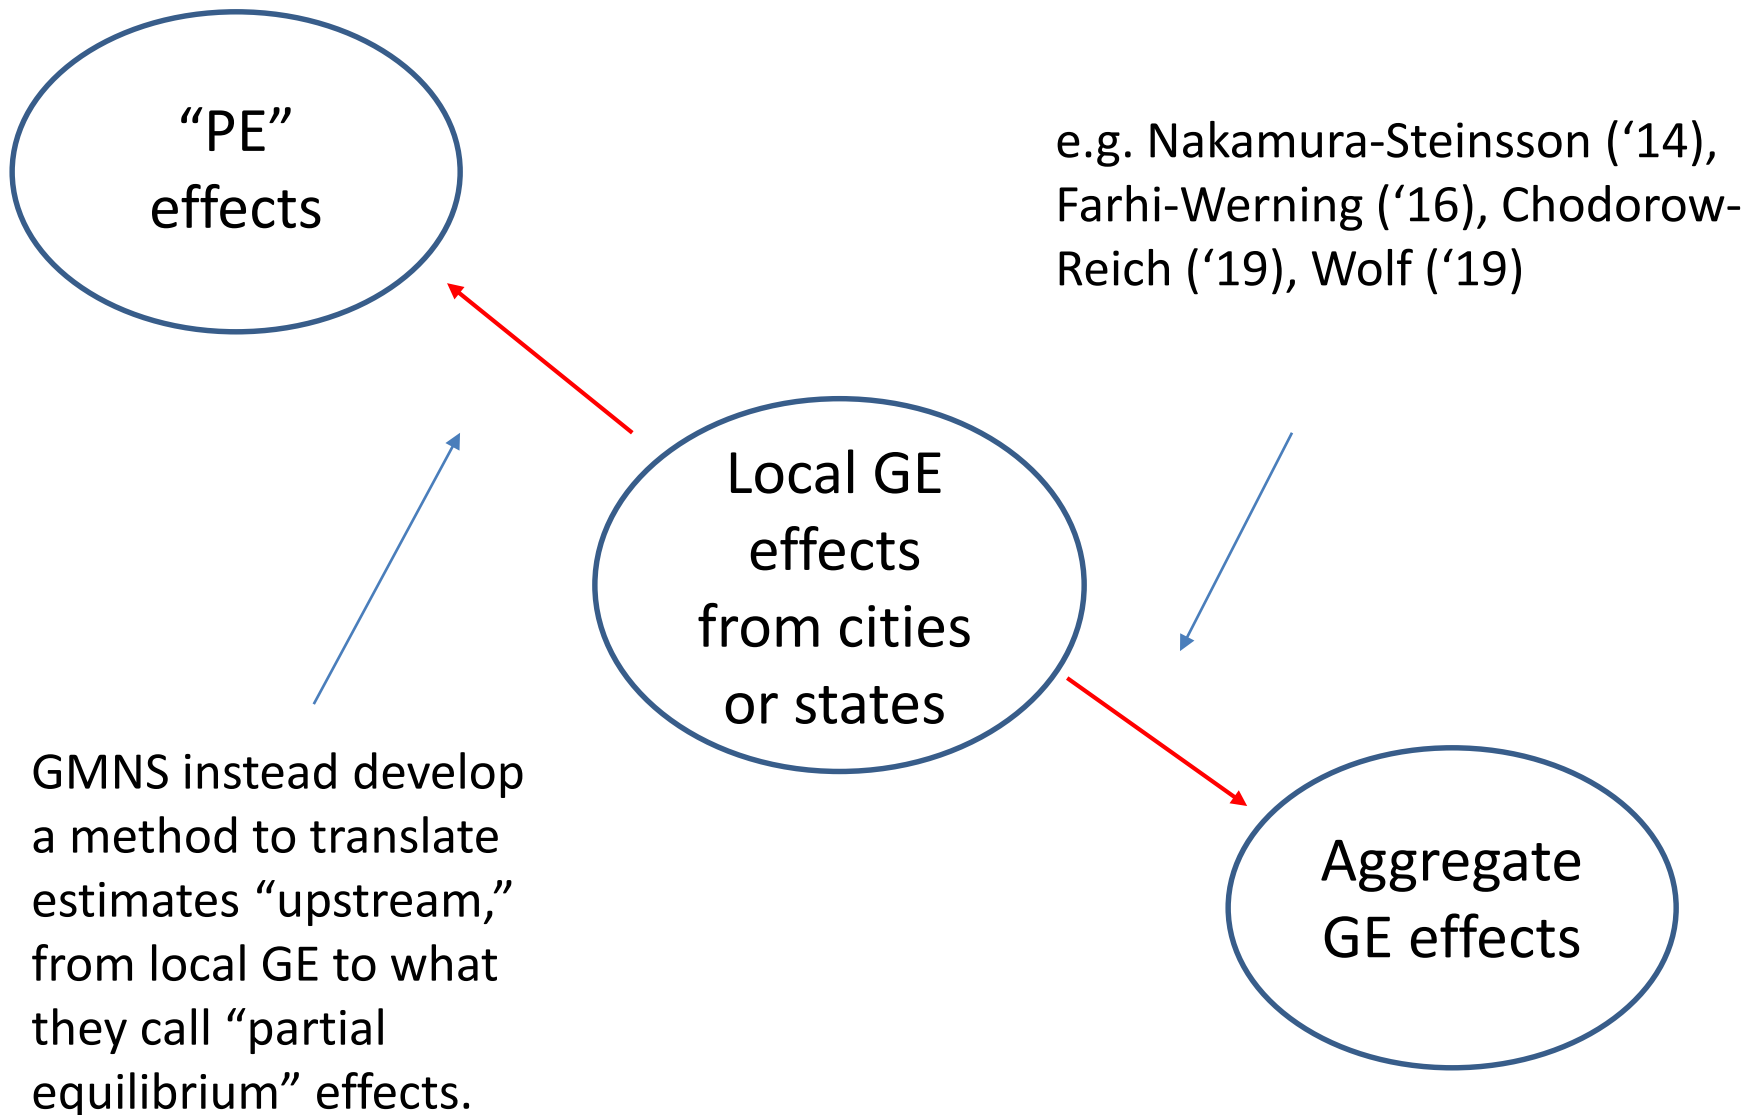 “PE”
effects
e.g. Nakamura-Steinsson (‘14),
Farhi-Werning (‘16), Chodorow-
Reich (‘19), Wolf (‘19)
Local GE
effects
from cities
or states
GMNS instead develop
a method to translate
estimates “upstream,”
from local GE to what
they call “partial
equilibrium” effects.
Aggregate
GE effects